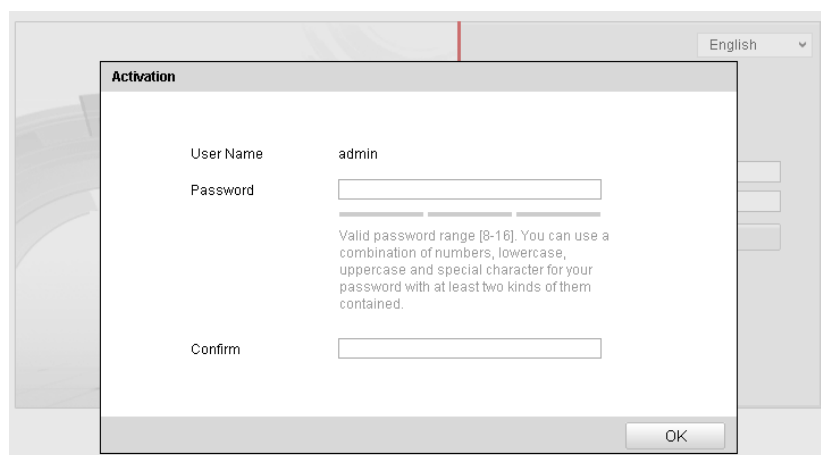 English
Activation
User Name admin
Password
Valid password range [8-16]. You can use a
combination of numbers, lowercase,
uppercase and special character for your
password with at least two kinds of them
contained.
Confirm
OK